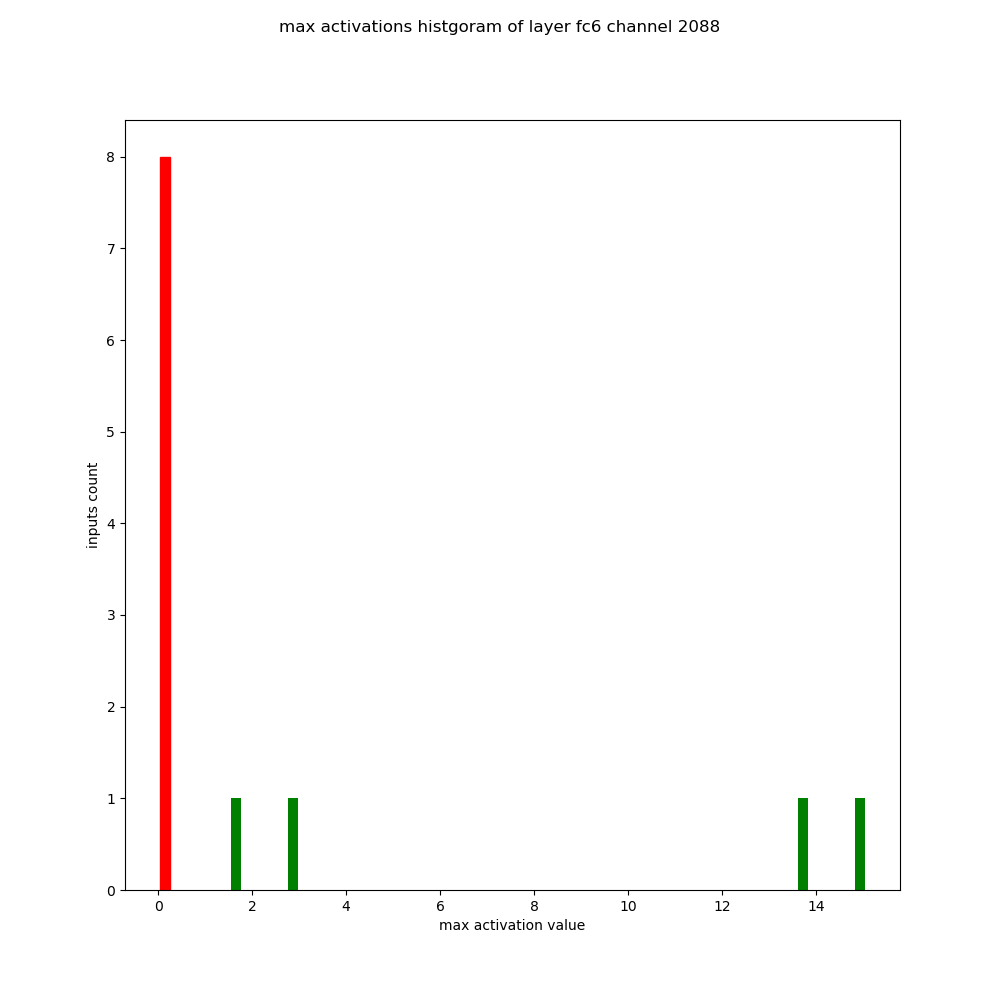 max activations histgoram of layer fc6 channel 2088
8
7
6
5
4
3
2
1
0
inputs count
0 2 4 6 8 10 12 14
max activation value